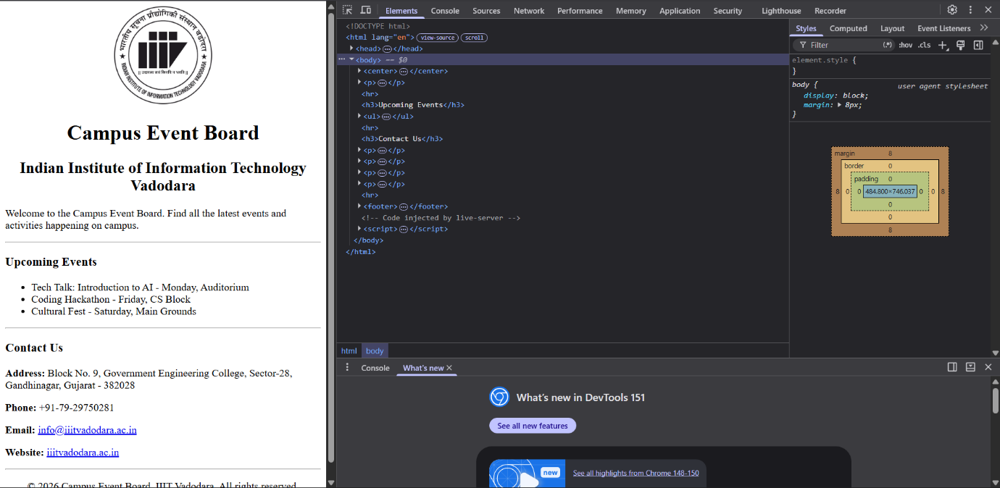 भारतीय सूचना प्रौद्योगिकी संस्थान वडोदरा
INDIAN INSTITUTE OF INFORMATION TECHNOLOGY VADODARA
Campus Event Board
Indian Institute of Information Technology
Vadodara
Welcome to the Campus Event Board. Find all the latest events and
activities happening on campus.
Upcoming Events
• Tech Talk: Introduction to AI - Monday, Auditorium
• Coding Hackathon - Friday, CS Block
• Cultural Fest - Saturday, Main Grounds
Contact Us
Address: Block No. 9, Government Engineering College, Sector-28,
Gandhinagar, Gujarat - 382028
Phone: +91-79-29750281
Email: info@iiitvadodara.ac.in
Website: iiitvadodara.ac.in
© 2026 Campus Event Board, IIIT Vadodara. All rights reserved.
Elements Console Sources Network Performance Memory Application Security Lighthouse Recorder
<!DOCTYPE html>
<html lang="en"> view-source scroll
<head> ⋯ </head>
<body> == $0
<center> ⋯ </center>
<p> ⋯ </p>
<hr>
<h3>Upcoming Events</h3>
<ul> ⋯ </ul>
<hr>
<h3>Contact Us</h3>
<p> ⋯ </p>
<p> ⋯ </p>
<p> ⋯ </p>
<p> ⋯ </p>
<hr>
<footer> ⋯ </footer>
<!-- Code injected by live-server -->
<script> ⋯ </script>
</body>
</html>
html body
Styles Computed Layout Event Listeners
Filter :hov .cls
element.style {
}
body { user agent stylesheet
display: block;
margin: 8px;
}
margin 8
border 0
padding 0
8 0 0 484.800×746.037 0 0 8
0
0
8
Console What's new
What's new in DevTools 151
See all new features
new See all highlights from Chrome 148-150